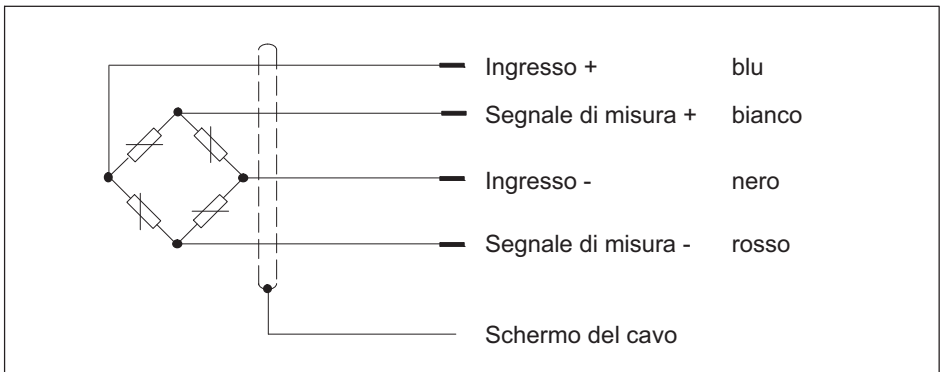 Ingresso + blu
Segnale di misura + bianco
Ingresso - nero
Segnale di misura - rosso
Schermo del cavo